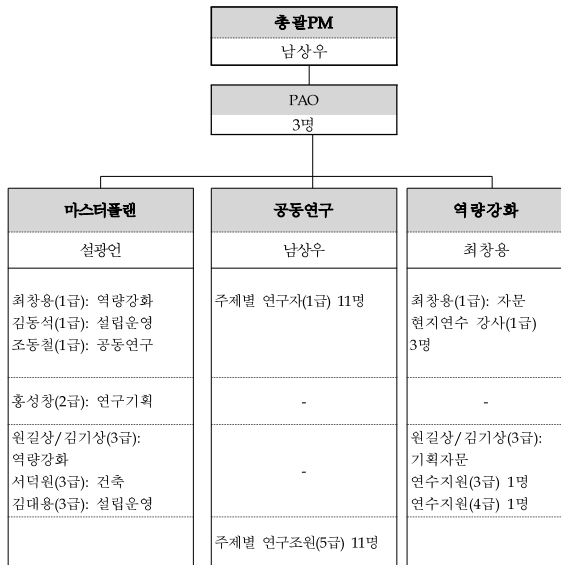 총괄PM
남상우
PAO
3명
마스터플랜
설광언
최창용(1급): 역량강화
김동석(1급): 설립운영
조동철(1급): 공동연구
홍성창(2급): 연구기획
원길상/김기상(3급):
역량강화
서덕원(3급): 건축
김대용(3급): 설립운영
공동연구
남상우
주제별 연구자(1급) 11명
-
-
주제별 연구조원(5급) 11명
역량강화
최창용
최창용(1급): 자문
현지연수 강사(1급)
3명
-
원길상/김기상(3급):
기획자문
연수지원(3급) 1명
연수지원(4급) 1명